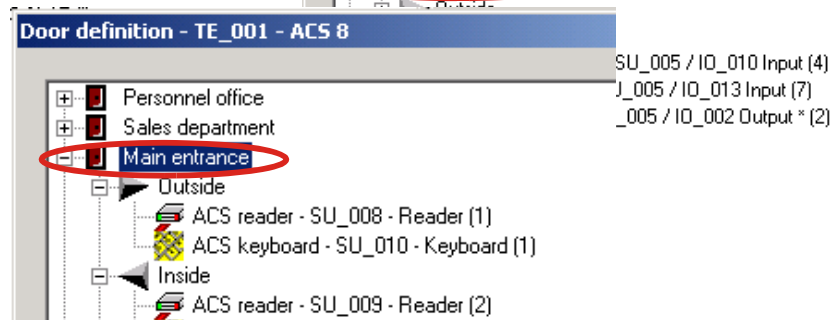 Outside
Door definition - TE_001 - ACS 8
SU_005 / IO_010 Input (4)
_005 / IO_013 Input (7)
_005 / IO_002 Output * (2)
Personnel office
Sales department
Main entrance
Outside
ACS reader - SU_008 - Reader (1)
ACS keyboard - SU_010 - Keyboard (1)
Inside
ACS reader - SU_009 - Reader (2)